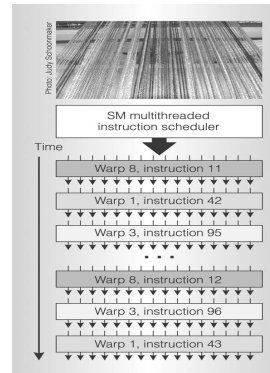 Photo: Judy Schoonmaker
SM multithreaded
instruction scheduler
Time
Warp 8, instruction 11
Warp 1, instruction 42
Warp 3, instruction 95
Warp 8, instruction 12
Warp 3, instruction 96
Warp 1, instruction 43